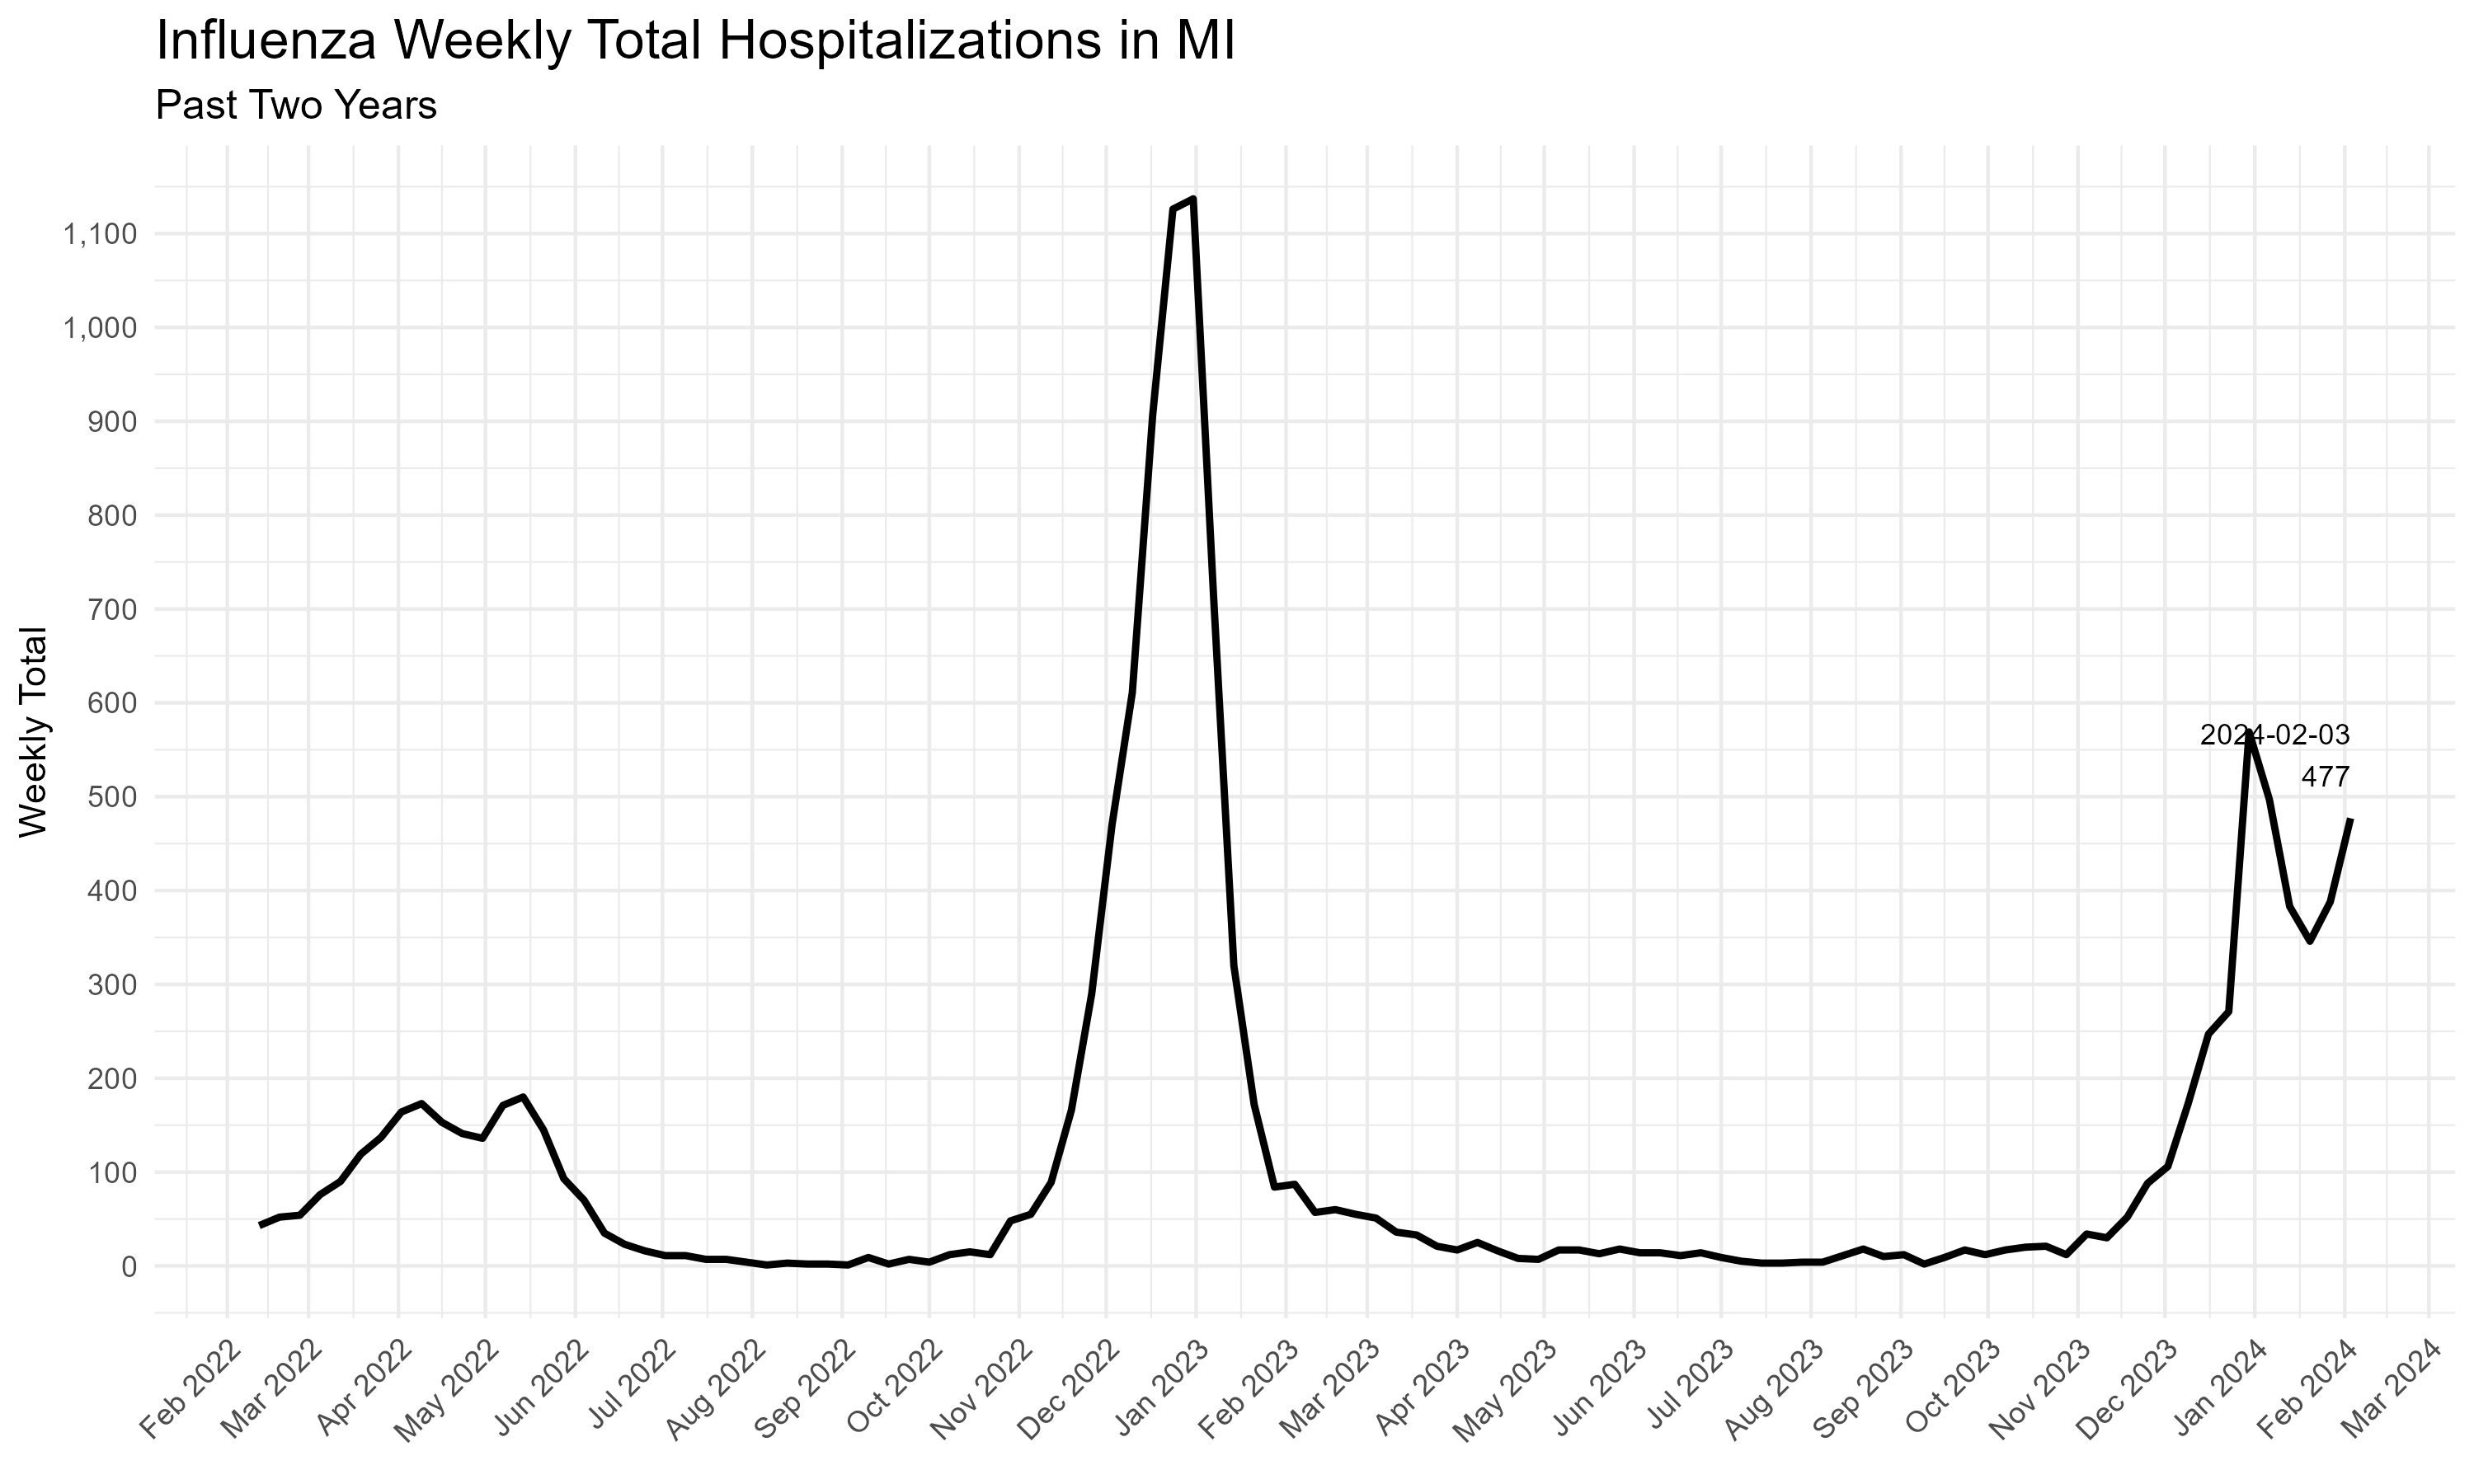 Influenza Weekly Total Hospitalizations in MI
Past Two Years
Weekly Total
1,100
1,000
900
800
700
600
500
400
300
200
100
0
2024-02-03
477
Feb 2022
Mar 2022
Apr 2022
May 2022
Jun 2022
Jul 2022
Aug 2022
Sep 2022
Oct 2022
Nov 2022
Dec 2022
Jan 2023
Feb 2023
Mar 2023
Apr 2023
May 2023
Jun 2023
Jul 2023
Aug 2023
Sep 2023
Oct 2023
Nov 2023
Dec 2023
Jan 2024
Feb 2024
Mar 2024